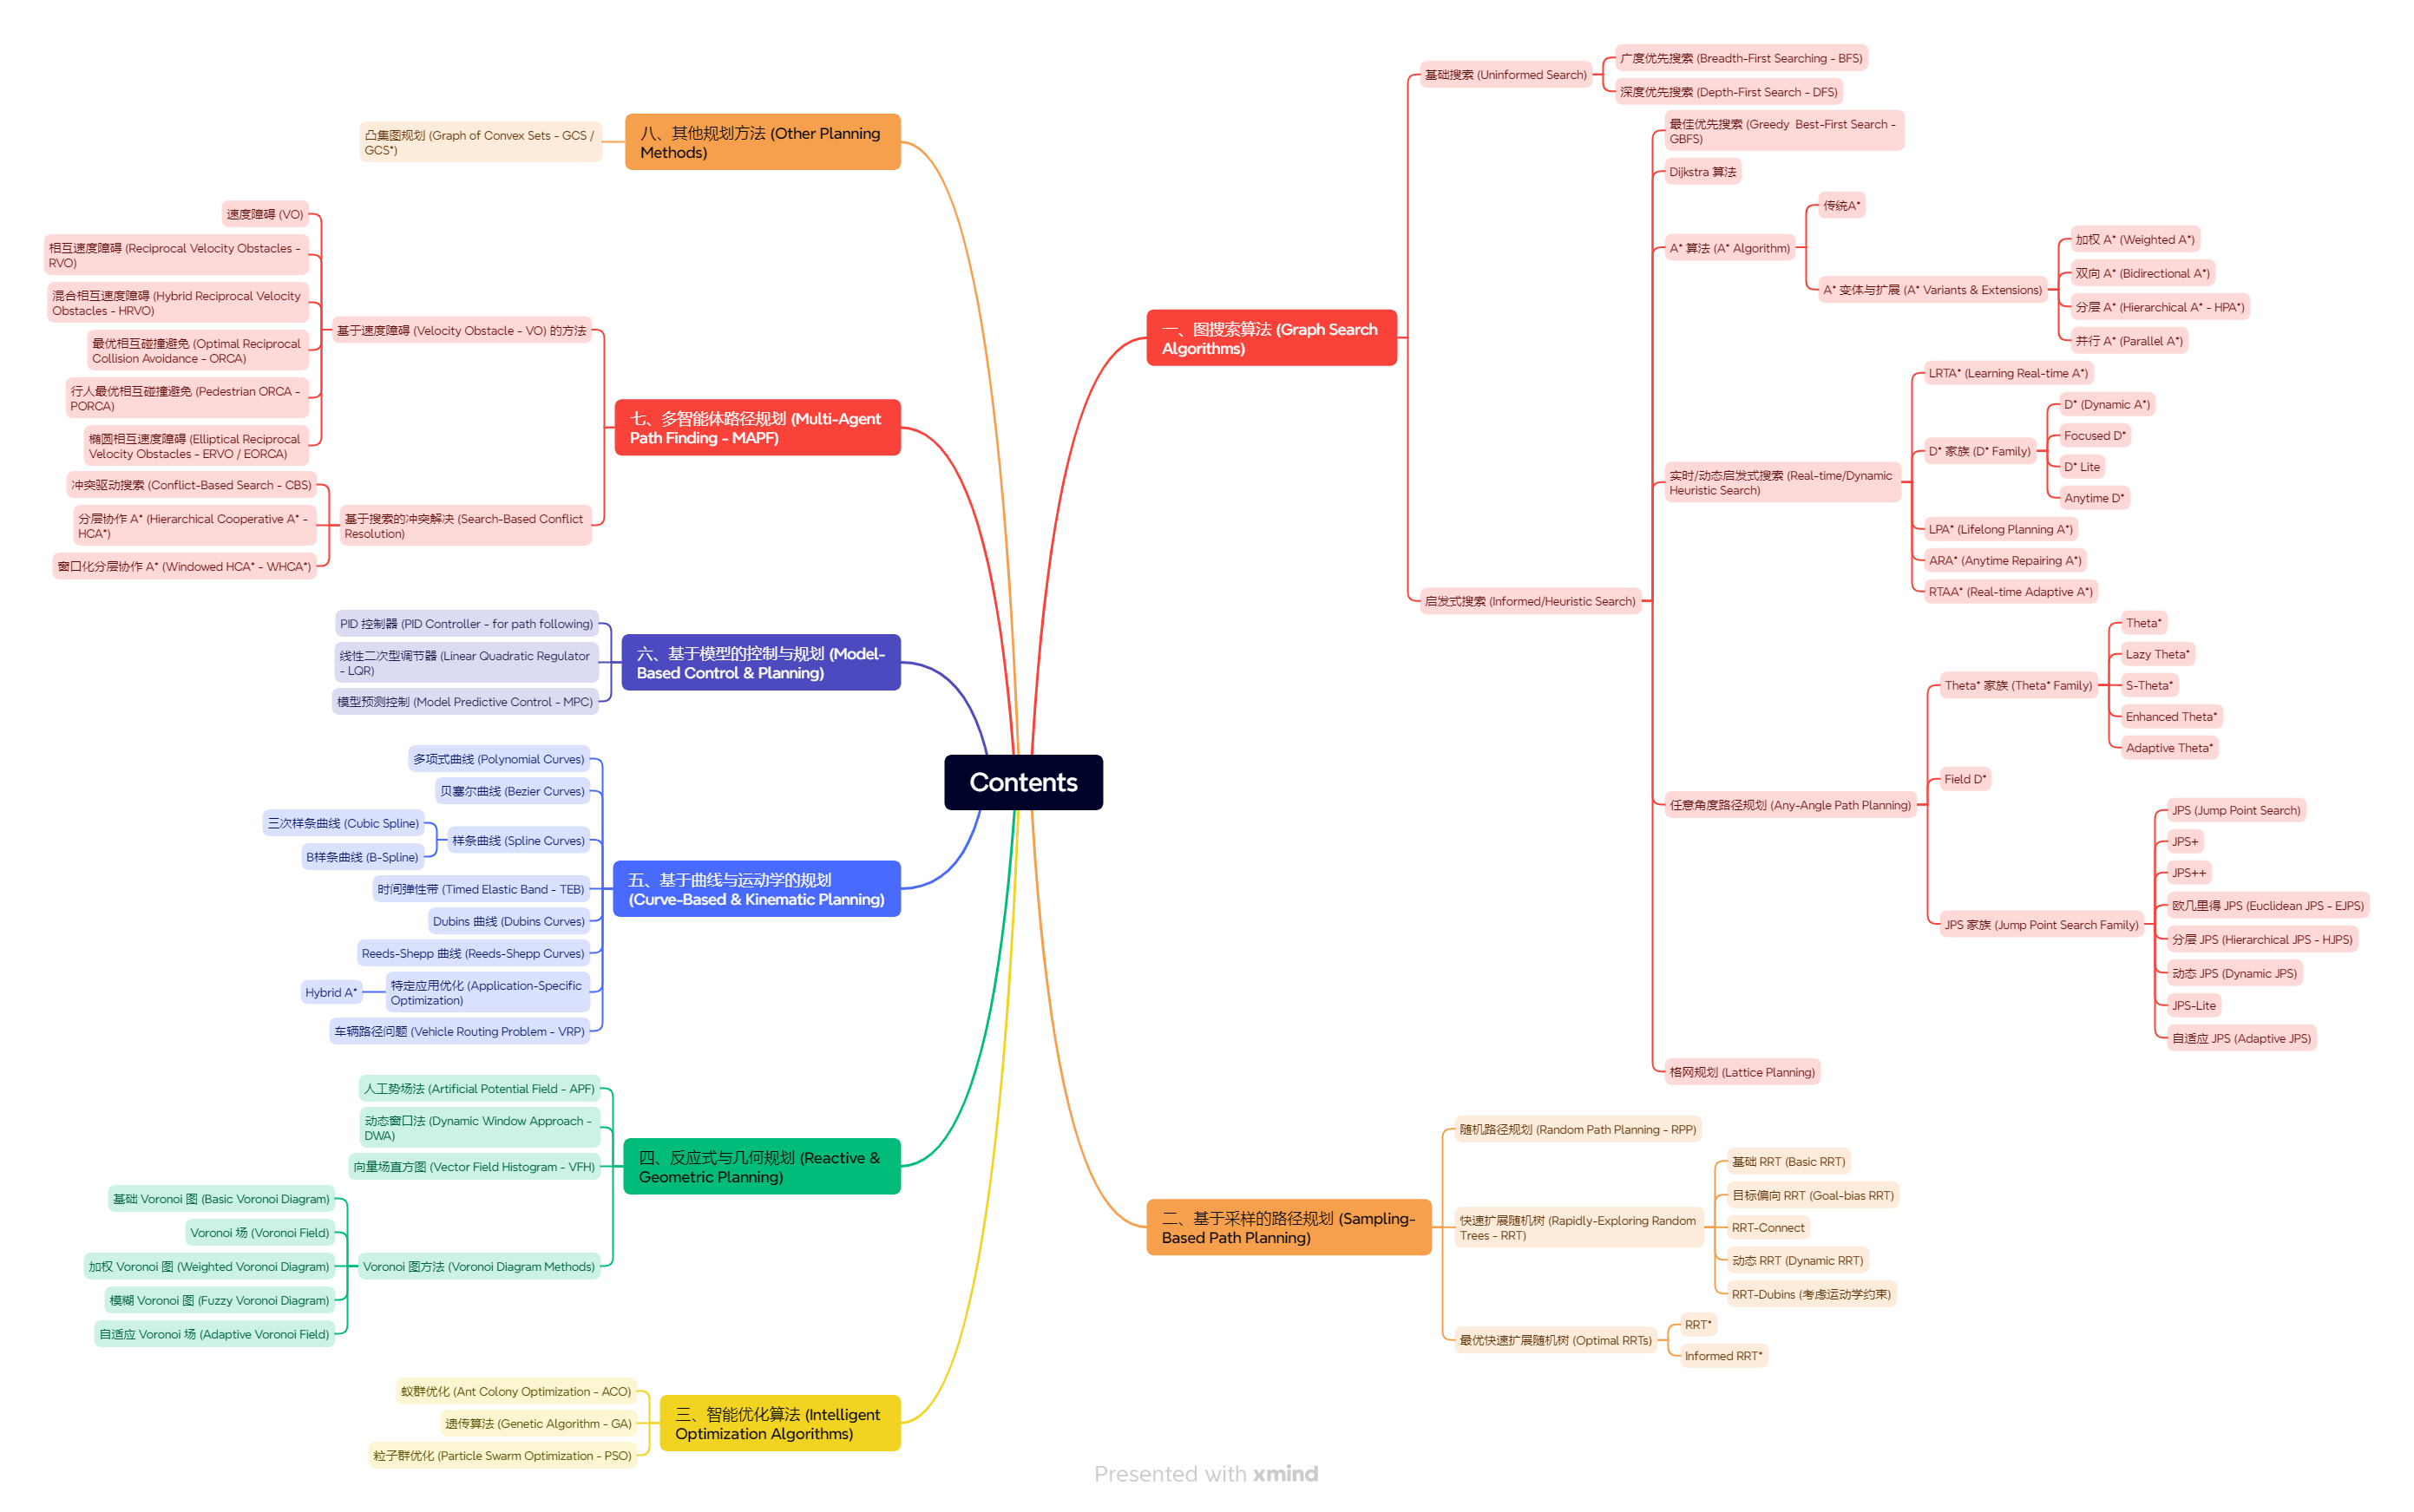 Contents
一、图搜索算法 (Graph Search
Algorithms)
基础搜索 (Uninformed Search)
广度优先搜索 (Breadth-First Searching - BFS)
深度优先搜索 (Depth-First Search - DFS)
启发式搜索 (Informed/Heuristic Search)
最佳优先搜索 (Greedy Best-First Search -
GBFS)
Dijkstra 算法
A* 算法 (A* Algorithm)
传统A*
A* 变体与扩展 (A* Variants & Extensions)
加权 A* (Weighted A*)
双向 A* (Bidirectional A*)
分层 A* (Hierarchical A* - HPA*)
并行 A* (Parallel A*)
实时/动态启发式搜索 (Real-time/Dynamic
Heuristic Search)
LRTA* (Learning Real-time A*)
D* 家族 (D* Family)
D* (Dynamic A*)
Focused D*
D* Lite
Anytime D*
LPA* (Lifelong Planning A*)
ARA* (Anytime Repairing A*)
RTAA* (Real-time Adaptive A*)
任意角度路径规划 (Any-Angle Path Planning)
Theta* 家族 (Theta* Family)
Theta*
Lazy Theta*
S-Theta*
Enhanced Theta*
Adaptive Theta*
Field D*
JPS 家族 (Jump Point Search Family)
JPS (Jump Point Search)
JPS+
JPS++
欧几里得 JPS (Euclidean JPS - EJPS)
分层 JPS (Hierarchical JPS - HJPS)
动态 JPS (Dynamic JPS)
JPS-Lite
自适应 JPS (Adaptive JPS)
格网规划 (Lattice Planning)
二、基于采样的路径规划 (Sampling-
Based Path Planning)
随机路径规划 (Random Path Planning - RPP)
快速扩展随机树 (Rapidly-Exploring Random
Trees - RRT)
基础 RRT (Basic RRT)
目标偏向 RRT (Goal-bias RRT)
RRT-Connect
动态 RRT (Dynamic RRT)
RRT-Dubins (考虑运动学约束)
最优快速扩展随机树 (Optimal RRTs)
RRT*
Informed RRT*
三、智能优化算法 (Intelligent
Optimization Algorithms)
蚁群优化 (Ant Colony Optimization - ACO)
遗传算法 (Genetic Algorithm - GA)
粒子群优化 (Particle Swarm Optimization - PSO)
四、反应式与几何规划 (Reactive &
Geometric Planning)
人工势场法 (Artificial Potential Field - APF)
动态窗口法 (Dynamic Window Approach -
DWA)
向量场直方图 (Vector Field Histogram - VFH)
Voronoi 图方法 (Voronoi Diagram Methods)
基础 Voronoi 图 (Basic Voronoi Diagram)
Voronoi 场 (Voronoi Field)
加权 Voronoi 图 (Weighted Voronoi Diagram)
模糊 Voronoi 图 (Fuzzy Voronoi Diagram)
自适应 Voronoi 场 (Adaptive Voronoi Field)
五、基于曲线与运动学的规划
(Curve-Based & Kinematic Planning)
多项式曲线 (Polynomial Curves)
贝塞尔曲线 (Bezier Curves)
样条曲线 (Spline Curves)
三次样条曲线 (Cubic Spline)
B样条曲线 (B-Spline)
时间弹性带 (Timed Elastic Band - TEB)
Dubins 曲线 (Dubins Curves)
Reeds-Shepp 曲线 (Reeds-Shepp Curves)
特定应用优化 (Application-Specific
Optimization)
Hybrid A*
车辆路径问题 (Vehicle Routing Problem - VRP)
六、基于模型的控制与规划 (Model-
Based Control & Planning)
PID 控制器 (PID Controller - for path following)
线性二次型调节器 (Linear Quadratic Regulator
- LQR)
模型预测控制 (Model Predictive Control - MPC)
七、多智能体路径规划 (Multi-Agent
Path Finding - MAPF)
基于速度障碍 (Velocity Obstacle - VO) 的方法
速度障碍 (VO)
相互速度障碍 (Reciprocal Velocity Obstacles -
RVO)
混合相互速度障碍 (Hybrid Reciprocal Velocity
Obstacles - HRVO)
最优相互碰撞避免 (Optimal Reciprocal
Collision Avoidance - ORCA)
行人最优相互碰撞避免 (Pedestrian ORCA -
PORCA)
椭圆相互速度障碍 (Elliptical Reciprocal
Velocity Obstacles - ERVO / EORCA)
基于搜索的冲突解决 (Search-Based Conflict
Resolution)
冲突驱动搜索 (Conflict-Based Search - CBS)
分层协作 A* (Hierarchical Cooperative A* -
HCA*)
窗口化分层协作 A* (Windowed HCA* - WHCA*)
八、其他规划方法 (Other Planning
Methods)
凸集图规划 (Graph of Convex Sets - GCS /
GCS*)
Presented with xmind